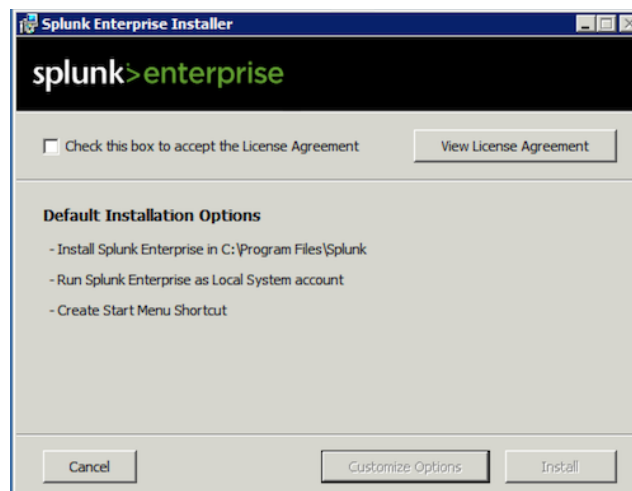 Splunk Enterprise Installer
splunk>enterprise
Check this box to accept the License Agreement
View License Agreement
Default Installation Options
- Install Splunk Enterprise in C:\Program Files\Splunk
- Run Splunk Enterprise as Local System account
- Create Start Menu Shortcut
Cancel
Customize Options
Install